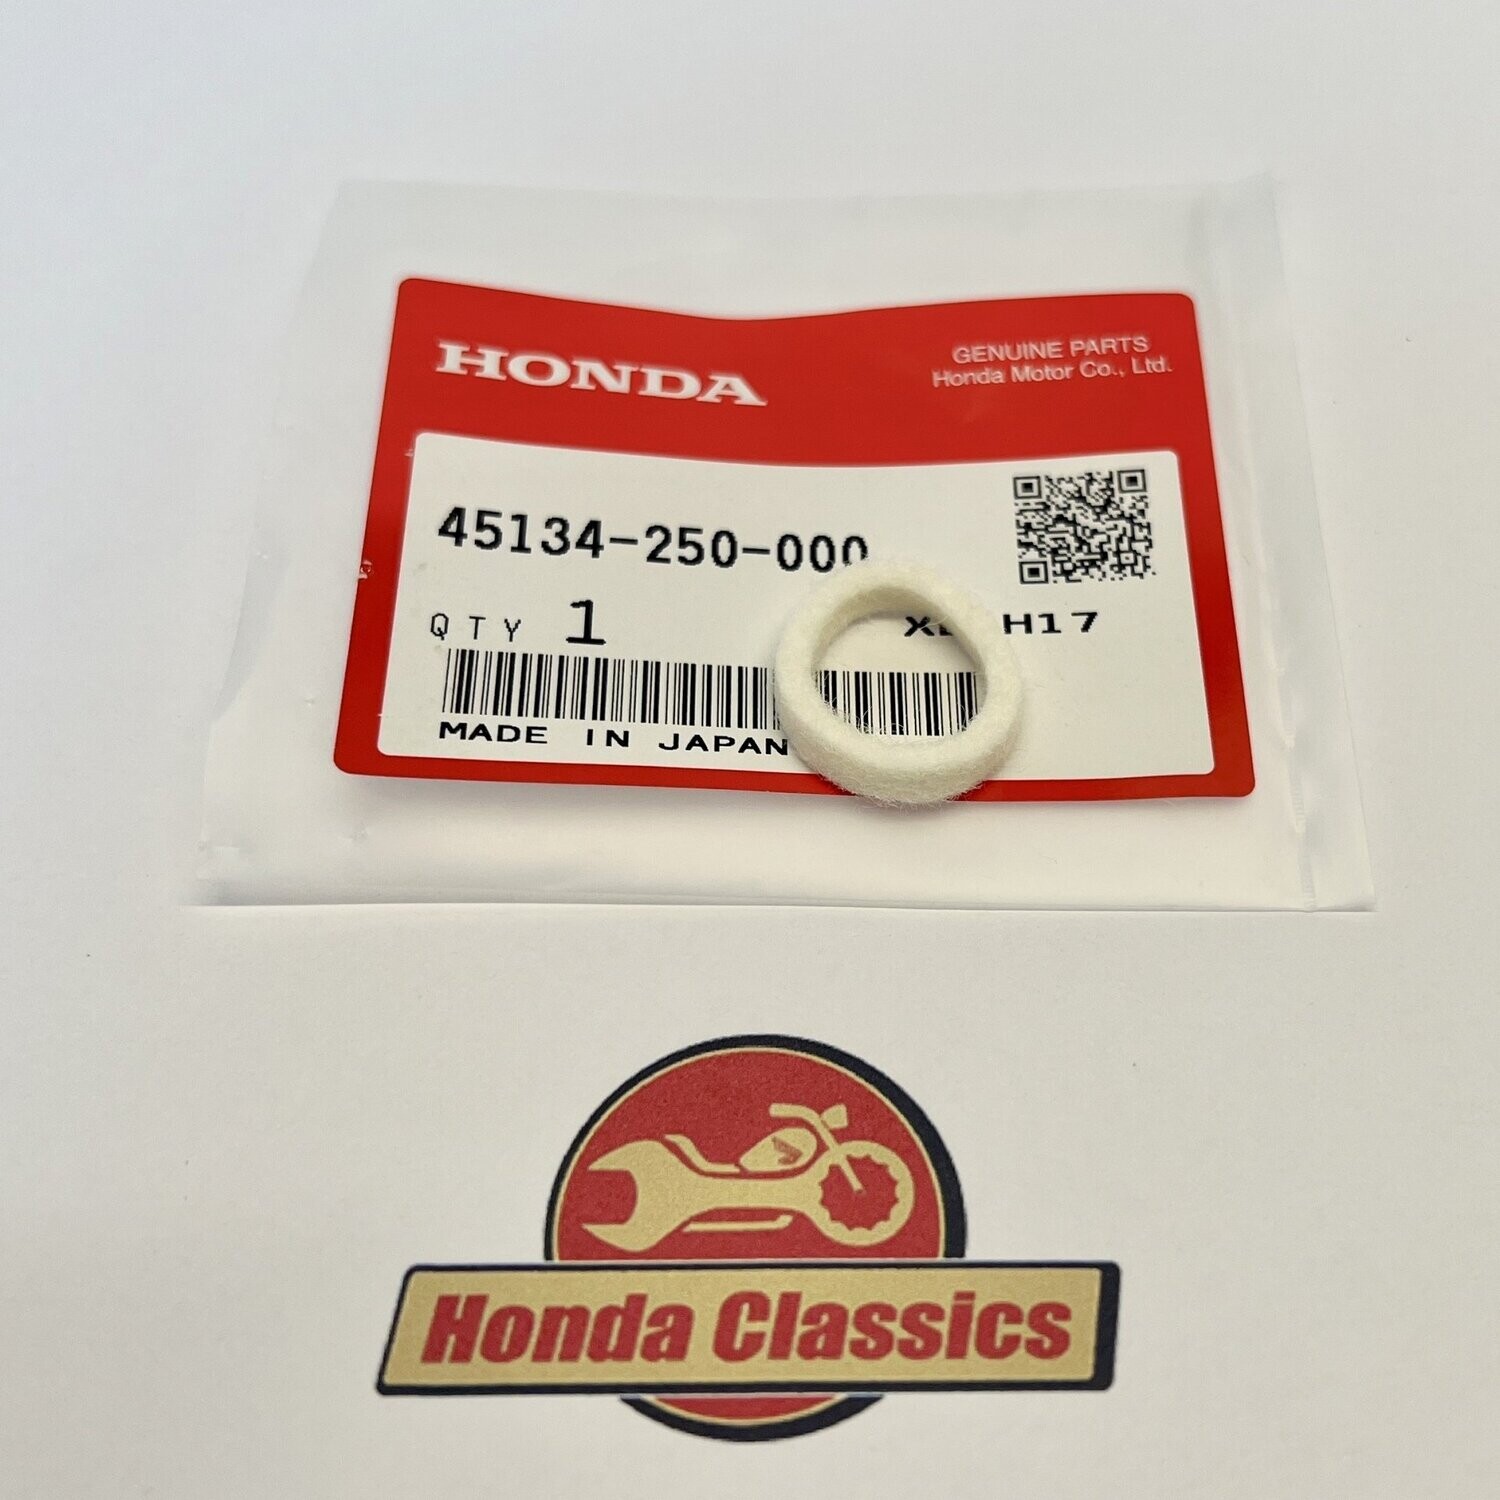 HONDA
GENUINE PARTS
Honda Motor Co., Ltd.
45134-250-000
QTY 1
H17
MADE IN JAPAN
Honda Classics